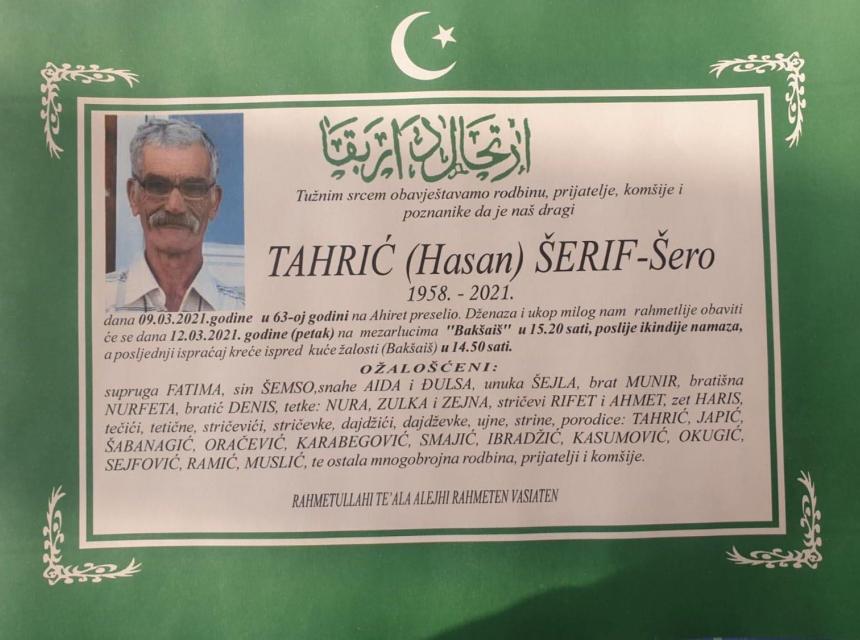 ارتحال دار بقا
Tužnim srcem obavještavamo rodbinu, prijatelje, komšije i
poznanike da je naš dragi
TAHRIĆ (Hasan) ŠERIF-Šero
1958. - 2021.
dana 09.03.2021.godine u 63-oj godini na Ahiret preselio. Dženaza i ukop milog nam rahmetlije obaviti
će se dana 12.03.2021. godine (petak) na mezarlucima "Bakšaiš" u 15.20 sati, poslije ikindije namaza,
a posljednji ispraćaj kreće ispred kuće žalosti (Bakšaiš) u 14.50 sati.
OŽALOŠĆENI:
supruga FATIMA, sin ŠEMSO,snahe AIDA i ĐULSA, unuka ŠEJLA, brat MUNIR, bratišna
NURFETA, bratić DENIS, tetke: NURA, ZULKA i ZEJNA, stričevi RIFET i AHMET, zet HARIS,
tečići, tetične, stričevići, stričevke, dajdžići, dajdževke, ujne, strine, porodice: TAHRIĆ, JAPIĆ,
ŠABANAGIĆ, ORAČEVIĆ, KARABEGOVIĆ, SMAJIĆ, IBRADŽIĆ, KASUMOVIĆ, OKUGIĆ,
SEJFOVIĆ, RAMIĆ, MUSLIĆ, te ostala mnogobrojna rodbina, prijatelji i komšije.
RAHMETULLAHI TE'ALA ALEJHI RAHMETEN VASIATEN